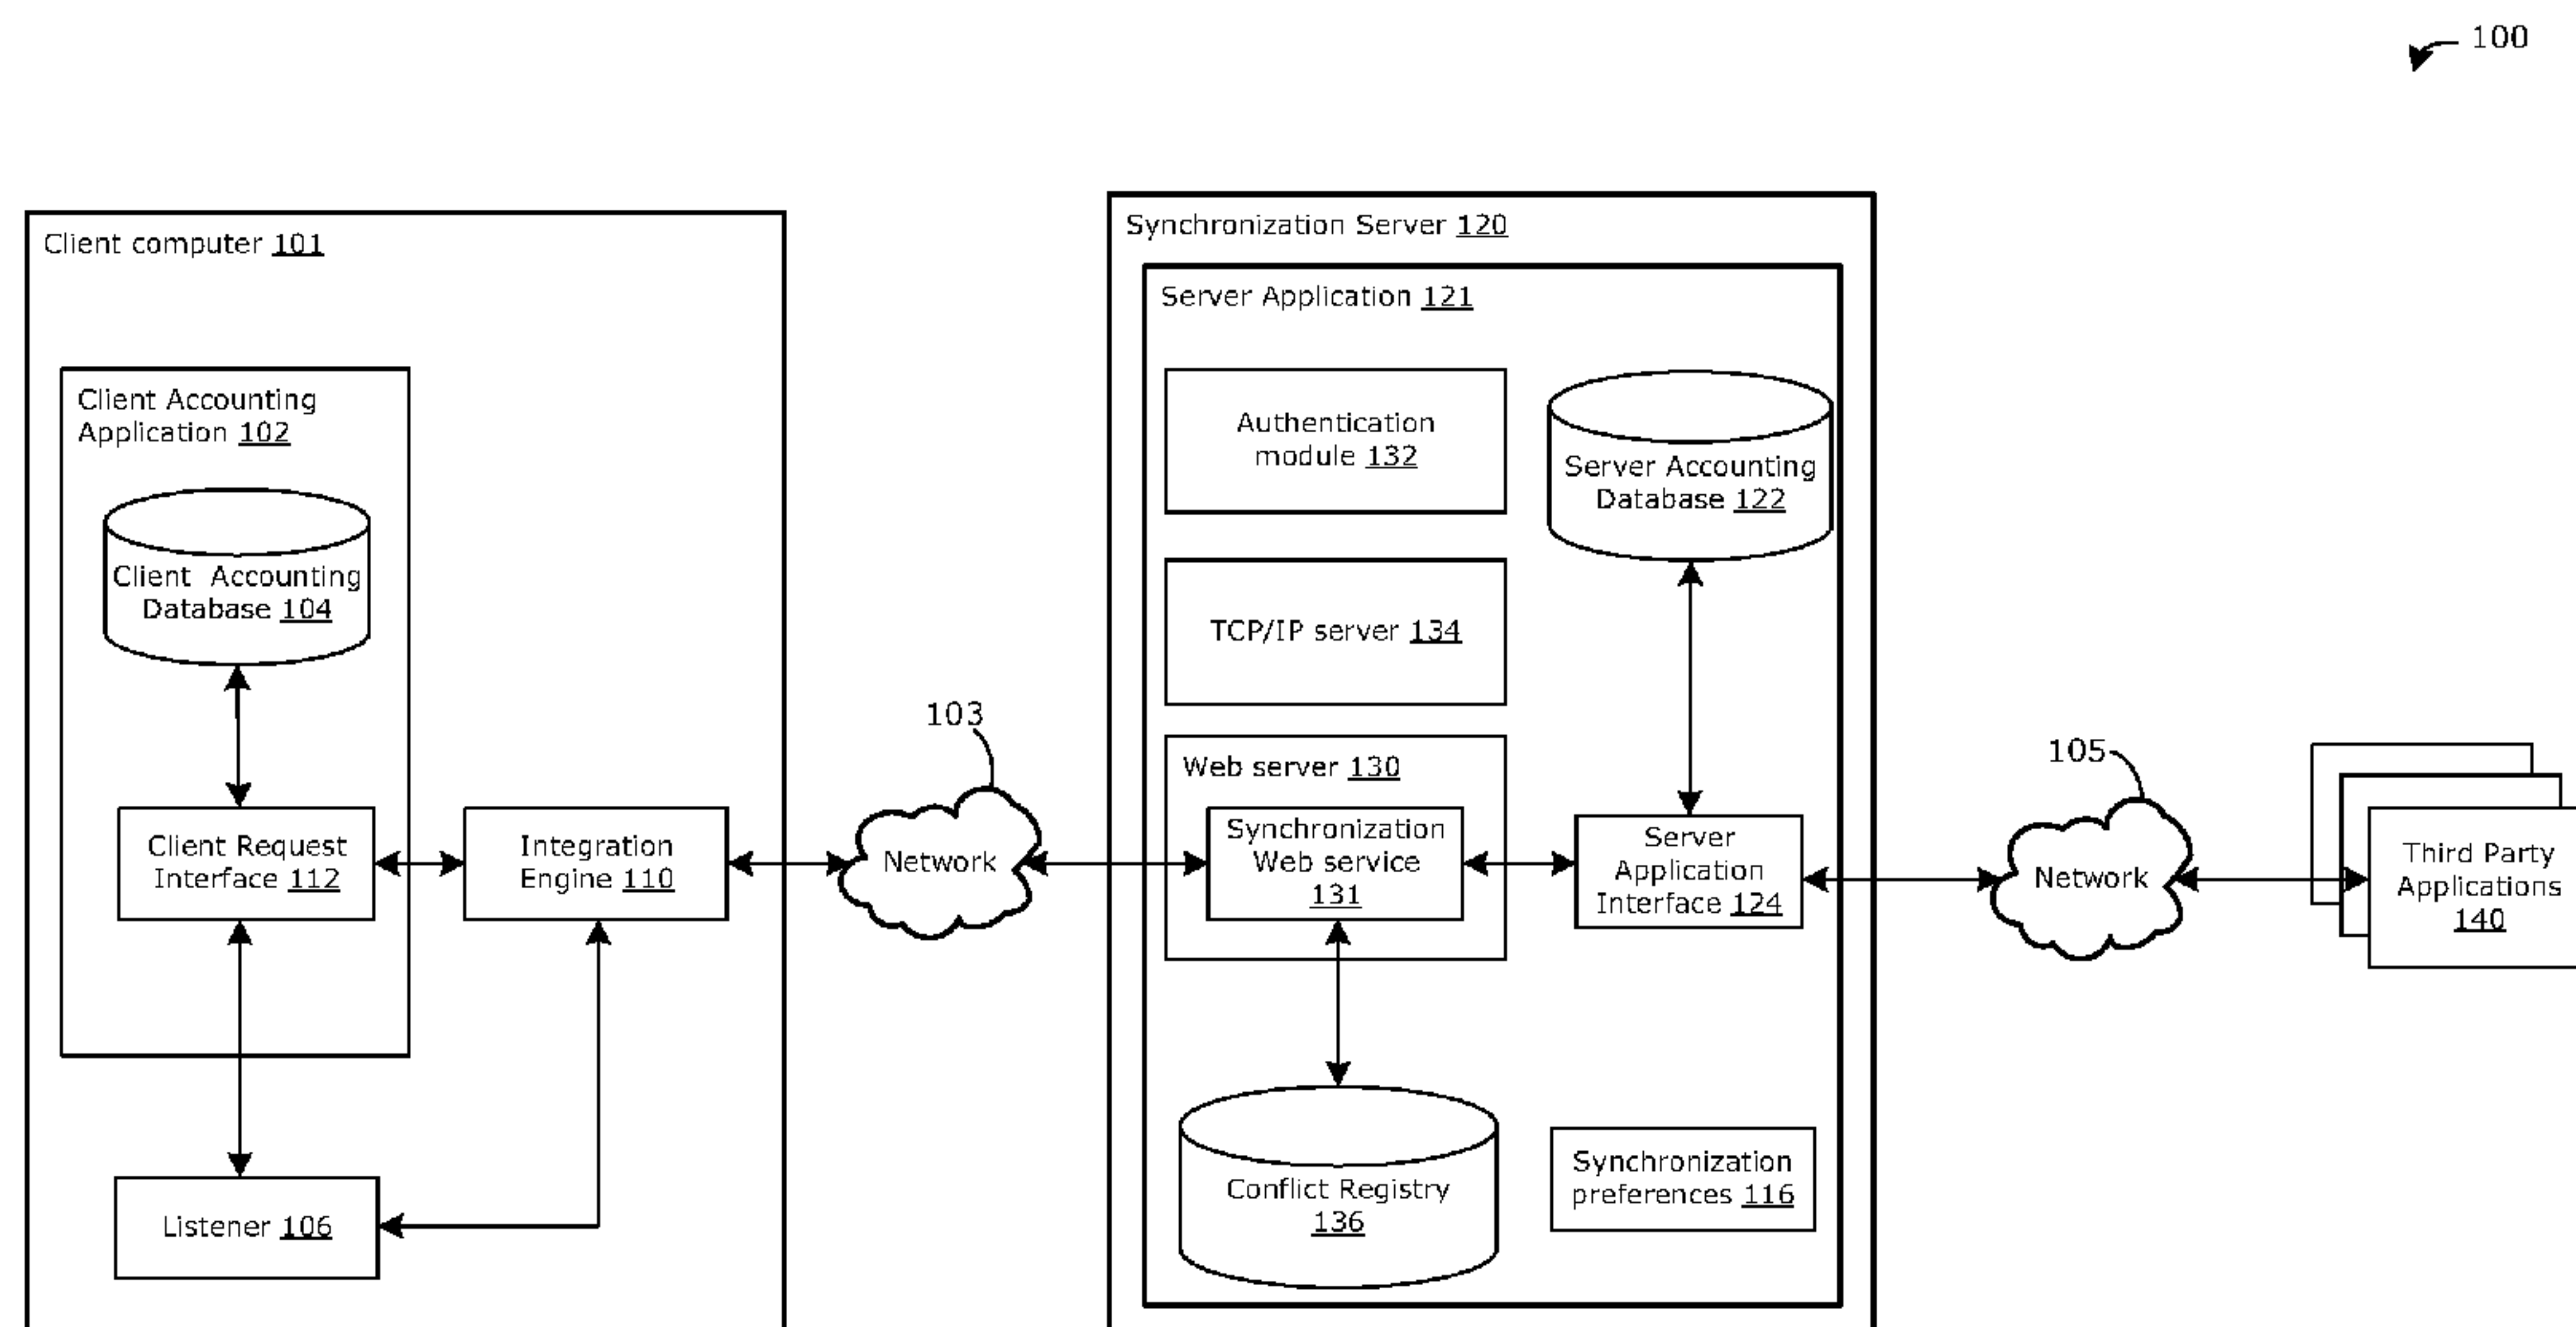 100
Client computer 101
Client Accounting
Application 102
Client Accounting
Database 104
Client Request
Interface 112
Integration
Engine 110
Listener 106
103
Network
Synchronization Server 120
Server Application 121
Authentication
module 132
Server Accounting
Database 122
TCP/IP server 134
Web server 130
Synchronization
Web service
131
Server
Application
Interface 124
Conflict Registry
136
Synchronization
preferences 116
105
Network
Third Party
Applications
140